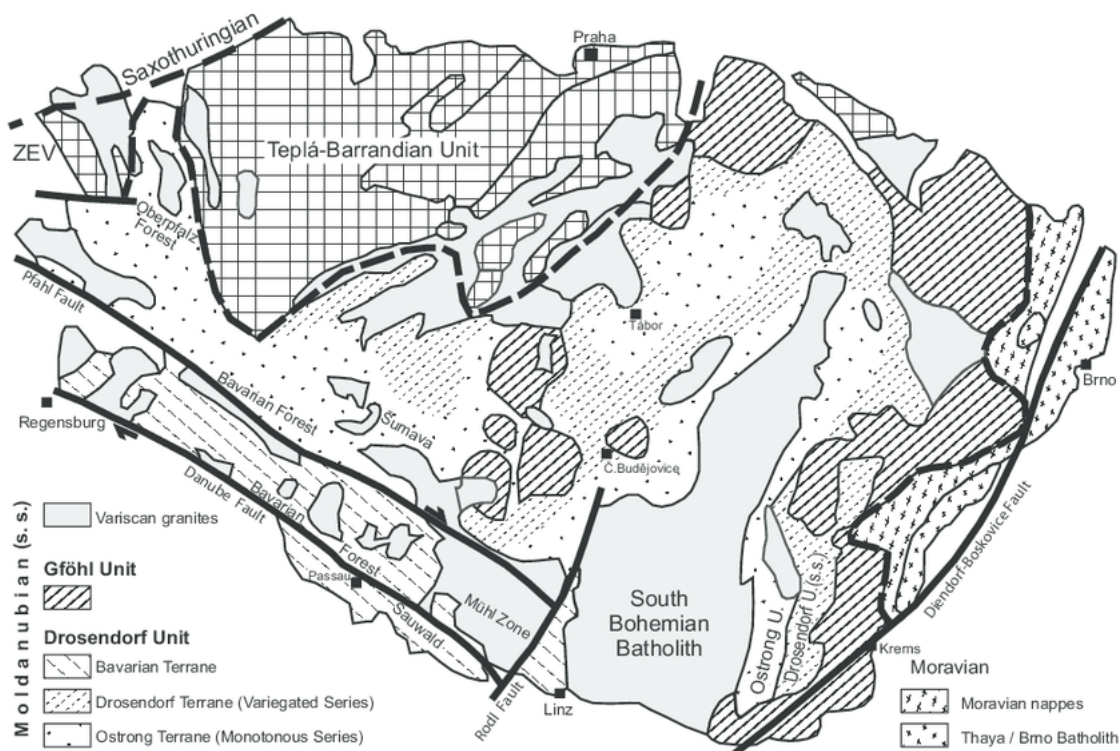 Saxothuringian
Praha
ZEV
Teplá-Barrandian Unit
Oberpfalz
Forest
Pfahl Fault
Tábor
Brno
Regensburg
Bavarian Forest
Šumava
Č.Budějovice
Danube Fault
Bavarian
Forest
Passau
Sauwald
Mühl Zone
South
Bohemian
Batholith
Ostrong U.
Drosendorf U.(s.s.)
Diendorf-Boskovice Fault
Krems
Linz
Rodl Fault
Moldanubian (s. s.)
Variscan granites
Gföhl Unit
Drosendorf Unit
Bavarian Terrane
Drosendorf Terrane (Variegated Series)
Ostrong Terrane (Monotonous Series)
Moravian
Moravian nappes
Thaya / Brno Batholith